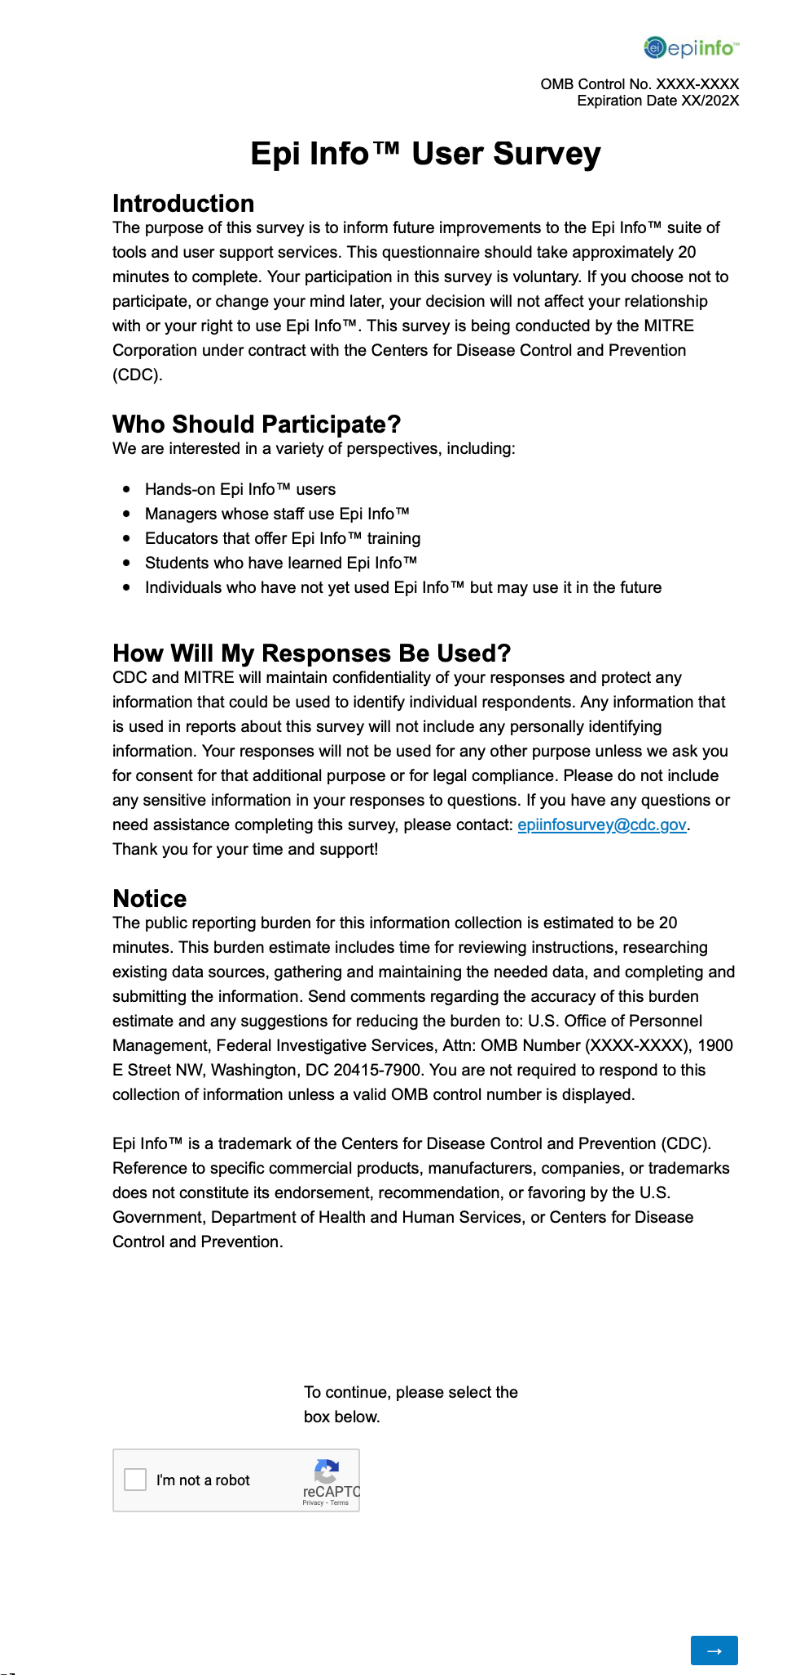 epiinfo™
OMB Control No. XXXX-XXXX
Expiration Date XX/202X
Epi Info™ User Survey
Introduction
The purpose of this survey is to inform future improvements to the Epi Info™ suite of
tools and user support services. This questionnaire should take approximately 20
minutes to complete. Your participation in this survey is voluntary. If you choose not to
participate, or change your mind later, your decision will not affect your relationship
with or your right to use Epi Info™. This survey is being conducted by the MITRE
Corporation under contract with the Centers for Disease Control and Prevention
(CDC).
Who Should Participate?
We are interested in a variety of perspectives, including:
• Hands-on Epi Info™ users
• Managers whose staff use Epi Info™
• Educators that offer Epi Info™ training
• Students who have learned Epi Info™
• Individuals who have not yet used Epi Info™ but may use it in the future
How Will My Responses Be Used?
CDC and MITRE will maintain confidentiality of your responses and protect any
information that could be used to identify individual respondents. Any information that
is used in reports about this survey will not include any personally identifying
information. Your responses will not be used for any other purpose unless we ask you
for consent for that additional purpose or for legal compliance. Please do not include
any sensitive information in your responses to questions. If you have any questions or
need assistance completing this survey, please contact: epiinfosurvey@cdc.gov.
Thank you for your time and support!
Notice
The public reporting burden for this information collection is estimated to be 20
minutes. This burden estimate includes time for reviewing instructions, researching
existing data sources, gathering and maintaining the needed data, and completing and
submitting the information. Send comments regarding the accuracy of this burden
estimate and any suggestions for reducing the burden to: U.S. Office of Personnel
Management, Federal Investigative Services, Attn: OMB Number (XXXX-XXXX), 1900
E Street NW, Washington, DC 20415-7900. You are not required to respond to this
collection of information unless a valid OMB control number is displayed.
Epi Info™ is a trademark of the Centers for Disease Control and Prevention (CDC).
Reference to specific commercial products, manufacturers, companies, or trademarks
does not constitute its endorsement, recommendation, or favoring by the U.S.
Government, Department of Health and Human Services, or Centers for Disease
Control and Prevention.
To continue, please select the
box below.
I'm not a robot
reCAPTC
Privacy - Terms
→